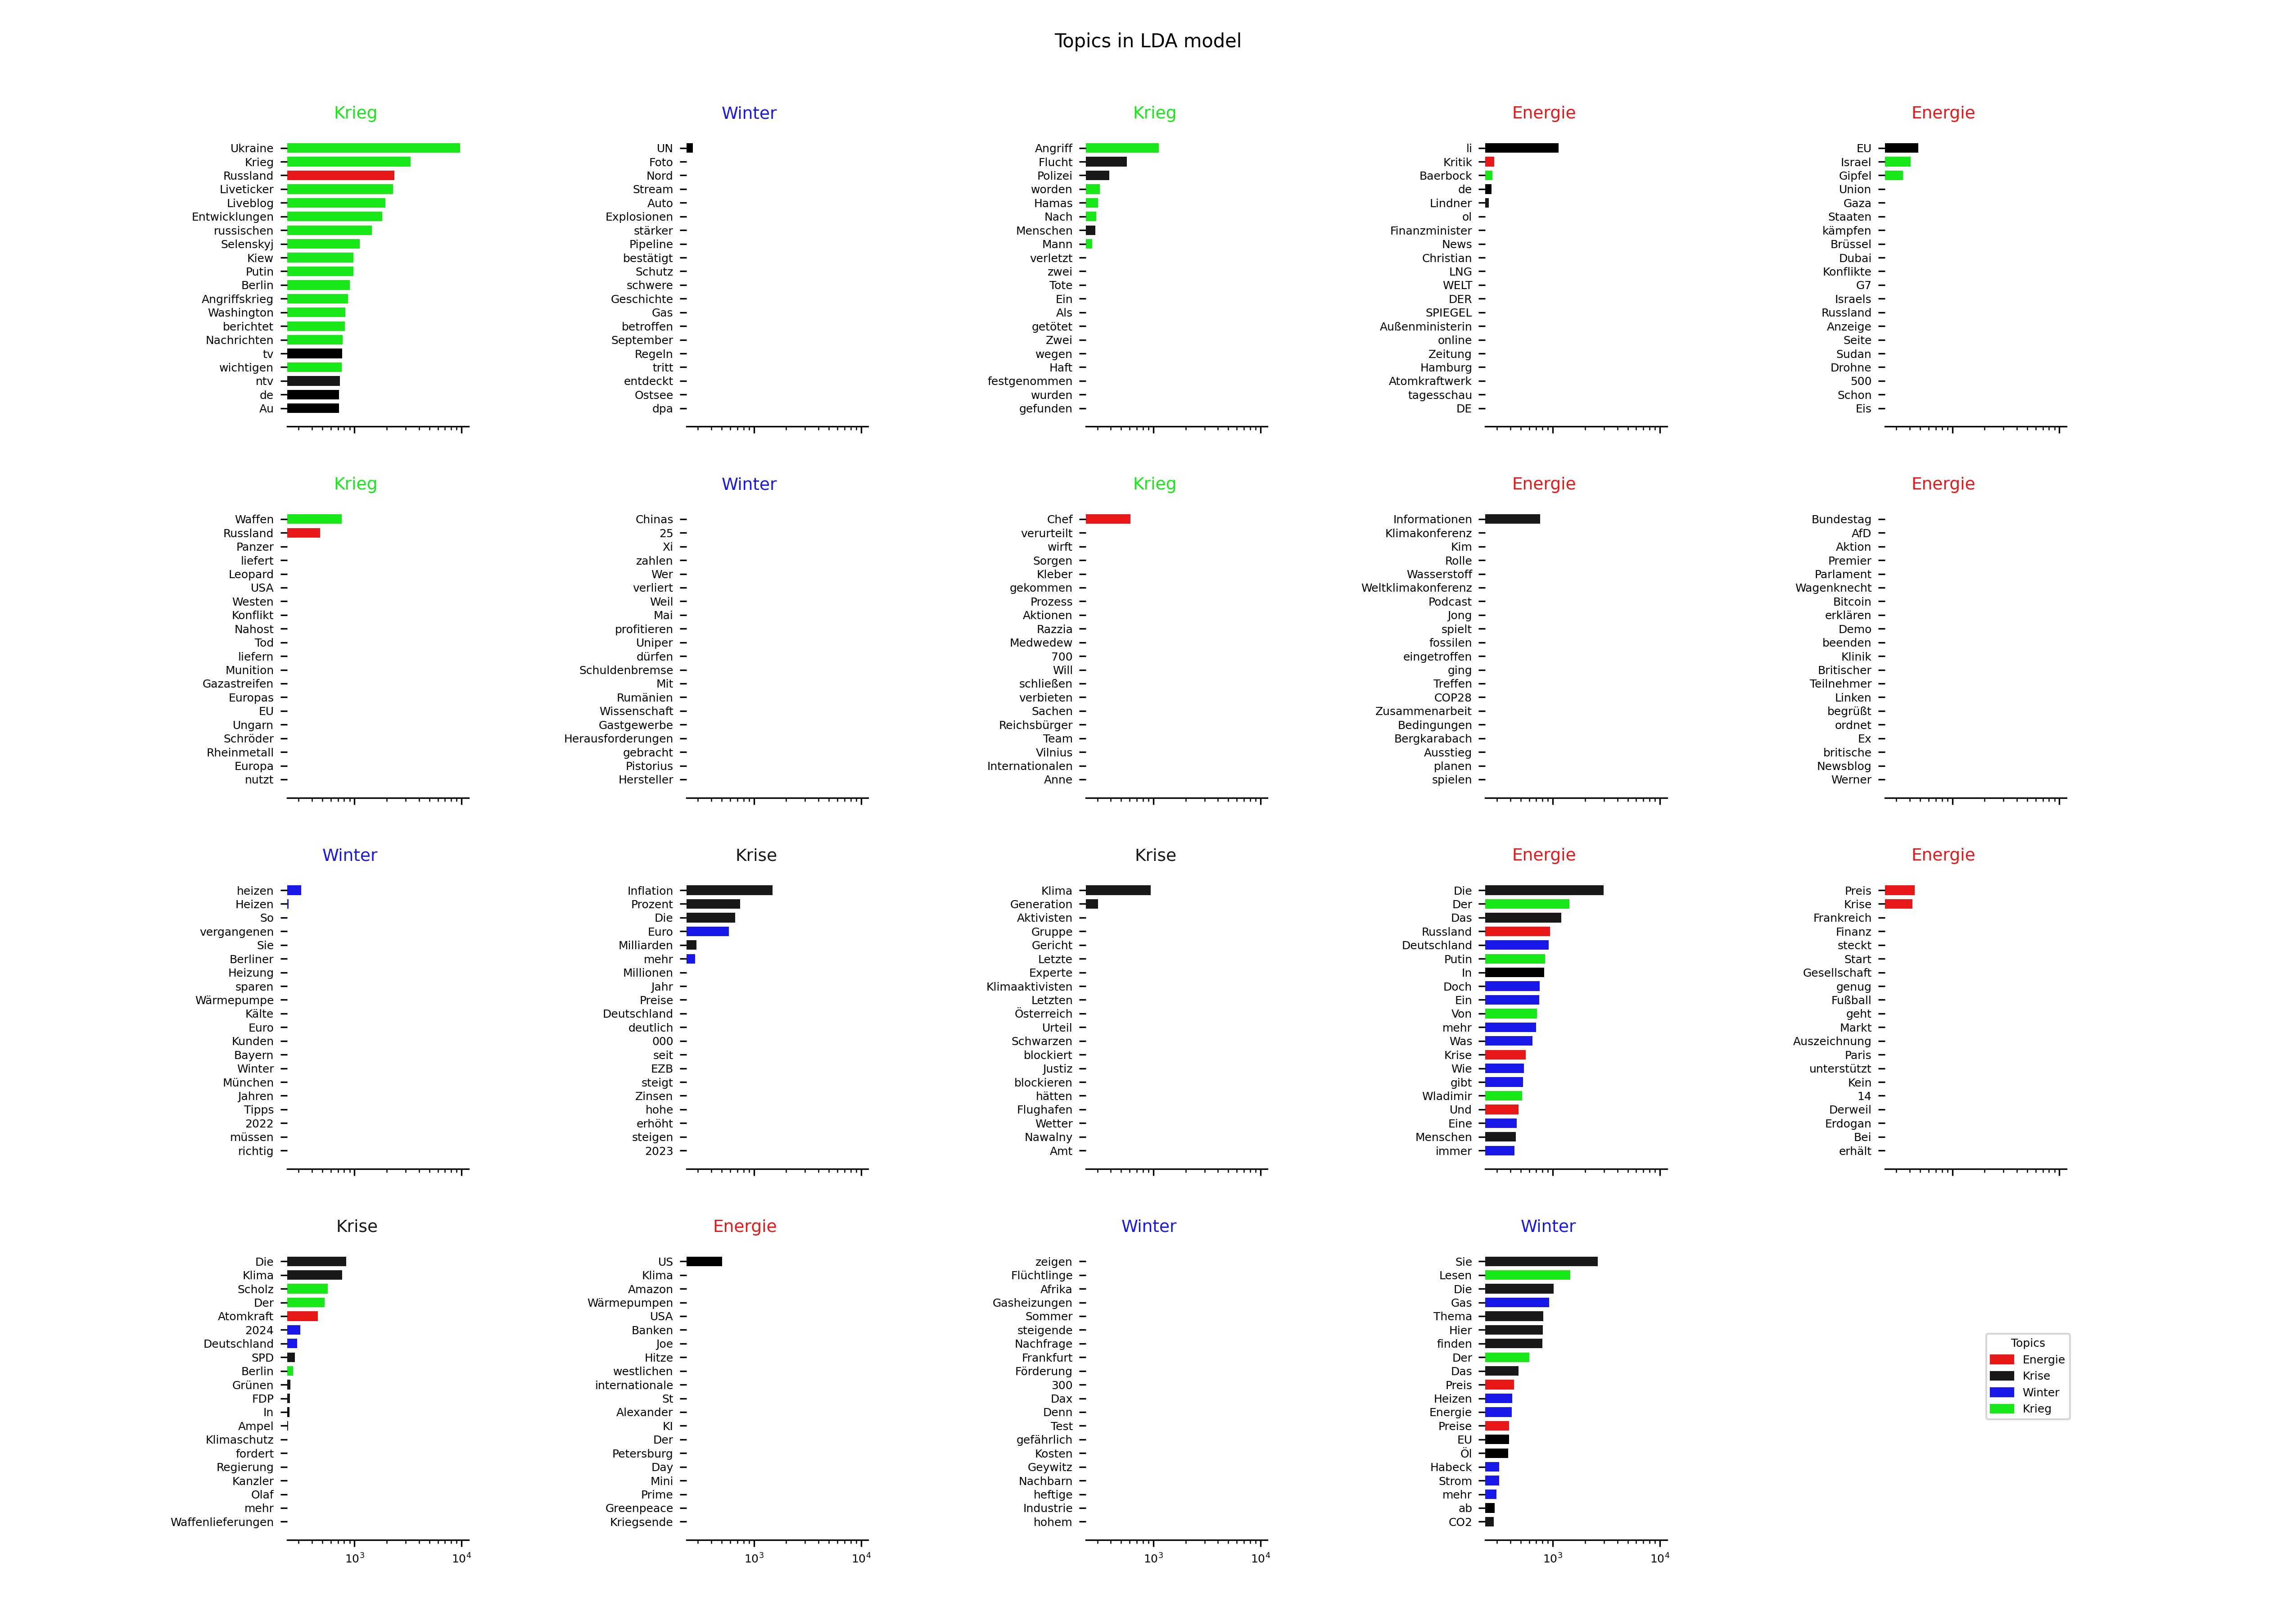 Topics in LDA model
Krieg
Ukraine
Krieg
Russland
Liveticker
Liveblog
Entwicklungen
russischen
Selenskyj
Kiew
Putin
Berlin
Angriffskrieg
Washington
berichtet
Nachrichten
tv
wichtigen
ntv
de
Au
Winter
UN
Foto
Nord
Stream
Auto
Explosionen
stärker
Pipeline
bestätigt
Schutz
schwere
Geschichte
Gas
betroffen
September
Regeln
tritt
entdeckt
Ostsee
dpa
Krieg
Angriff
Flucht
Polizei
worden
Hamas
Nach
Menschen
Mann
verletzt
zwei
Tote
Ein
Als
getötet
Zwei
wegen
Haft
festgenommen
wurden
gefunden
Energie
li
Kritik
Baerbock
de
Lindner
ol
Finanzminister
News
Christian
LNG
WELT
DER
SPIEGEL
Außenministerin
online
Zeitung
Hamburg
Atomkraftwerk
tagesschau
DE
Energie
EU
Israel
Gipfel
Union
Gaza
Staaten
kämpfen
Brüssel
Dubai
Konflikte
G7
Israels
Russland
Anzeige
Seite
Sudan
Drohne
500
Schon
Eis
Krieg
Waffen
Russland
Panzer
liefert
Leopard
USA
Westen
Konflikt
Nahost
Tod
liefern
Munition
Gazastreifen
Europas
EU
Ungarn
Schröder
Rheinmetall
Europa
nutzt
Winter
Chinas
25
Xi
zahlen
Wer
verliert
Weil
Mai
profitieren
Uniper
dürfen
Schuldenbremse
Mit
Rumänien
Wissenschaft
Gastgewerbe
Herausforderungen
gebracht
Pistorius
Hersteller
Krieg
Chef
verurteilt
wirft
Sorgen
Kleber
gekommen
Prozess
Aktionen
Razzia
Medwedew
700
Will
schließen
verbieten
Sachen
Reichsbürger
Team
Vilnius
Internationalen
Anne
Energie
Informationen
Klimakonferenz
Kim
Rolle
Wasserstoff
Weltklimakonferenz
Podcast
Jong
spielt
fossilen
eingetroffen
ging
Treffen
COP28
Zusammenarbeit
Bedingungen
Bergkarabach
Ausstieg
planen
spielen
Energie
Bundestag
AfD
Aktion
Premier
Parlament
Wagenknecht
Bitcoin
erklären
Demo
beenden
Klinik
Britischer
Teilnehmer
Linken
begrüßt
ordnet
Ex
britische
Newsblog
Werner
Winter
heizen
Heizen
So
vergangenen
Sie
Berliner
Heizung
sparen
Wärmepumpe
Kälte
Euro
Kunden
Bayern
Winter
München
Jahren
Tipps
2022
müssen
richtig
Krise
Inflation
Prozent
Die
Euro
Milliarden
mehr
Millionen
Jahr
Preise
Deutschland
deutlich
000
seit
EZB
steigt
Zinsen
hohe
erhöht
steigen
2023
Krise
Klima
Generation
Aktivisten
Gruppe
Gericht
Letzte
Experte
Klimaaktivisten
Letzten
Österreich
Urteil
Schwarzen
blockiert
Justiz
blockieren
hätten
Flughafen
Wetter
Nawalny
Amt
Energie
Die
Der
Das
Russland
Deutschland
Putin
In
Doch
Ein
Von
mehr
Was
Krise
Wie
gibt
Wladimir
Und
Eine
Menschen
immer
Energie
Preis
Krise
Frankreich
Finanz
steckt
Start
Gesellschaft
genug
Fußball
geht
Markt
Auszeichnung
Paris
unterstützt
Kein
14
Derweil
Erdogan
Bei
erhält
Krise
Die
Klima
Scholz
Der
Atomkraft
2024
Deutschland
SPD
Berlin
Grünen
FDP
In
Ampel
Klimaschutz
fordert
Regierung
Kanzler
Olaf
mehr
Waffenlieferungen
10³ 10⁴
Energie
US
Klima
Amazon
Wärmepumpen
USA
Banken
Joe
Hitze
westlichen
internationale
St
Alexander
KI
Der
Petersburg
Day
Mini
Prime
Greenpeace
Kriegsende
10³ 10⁴
Winter
zeigen
Flüchtlinge
Afrika
Gasheizungen
Sommer
steigende
Nachfrage
Frankfurt
Förderung
300
Dax
Denn
Test
gefährlich
Kosten
Geywitz
Nachbarn
heftige
Industrie
hohem
10³ 10⁴
Winter
Sie
Lesen
Die
Gas
Thema
Hier
finden
Der
Das
Preis
Heizen
Energie
Preise
EU
Öl
Habeck
Strom
mehr
ab
CO2
10³ 10⁴
Topics
Energie
Krise
Winter
Krieg